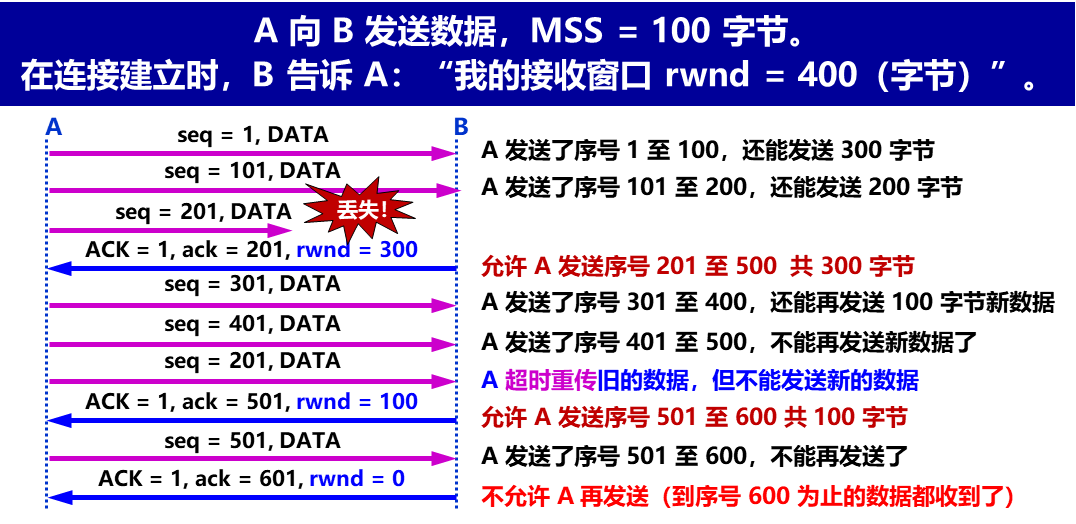 A 向 B 发送数据，MSS = 100 字节。
在连接建立时，B 告诉 A：“我的接收窗口 rwnd = 400（字节）”。
A
B
seq = 1, DATA
A 发送了序号 1 至 100，还能发送 300 字节
seq = 101, DATA
A 发送了序号 101 至 200，还能发送 200 字节
seq = 201, DATA
丢失！
ACK = 1, ack = 201, rwnd = 300
允许 A 发送序号 201 至 500 共 300 字节
seq = 301, DATA
A 发送了序号 301 至 400，还能再发送 100 字节新数据
seq = 401, DATA
A 发送了序号 401 至 500，不能再发送新数据了
seq = 201, DATA
A 超时重传旧的数据，但不能发送新的数据
ACK = 1, ack = 501, rwnd = 100
允许 A 发送序号 501 至 600 共 100 字节
seq = 501, DATA
A 发送了序号 501 至 600，不能再发送了
ACK = 1, ack = 601, rwnd = 0
不允许 A 再发送（到序号 600 为止的数据都收到了）